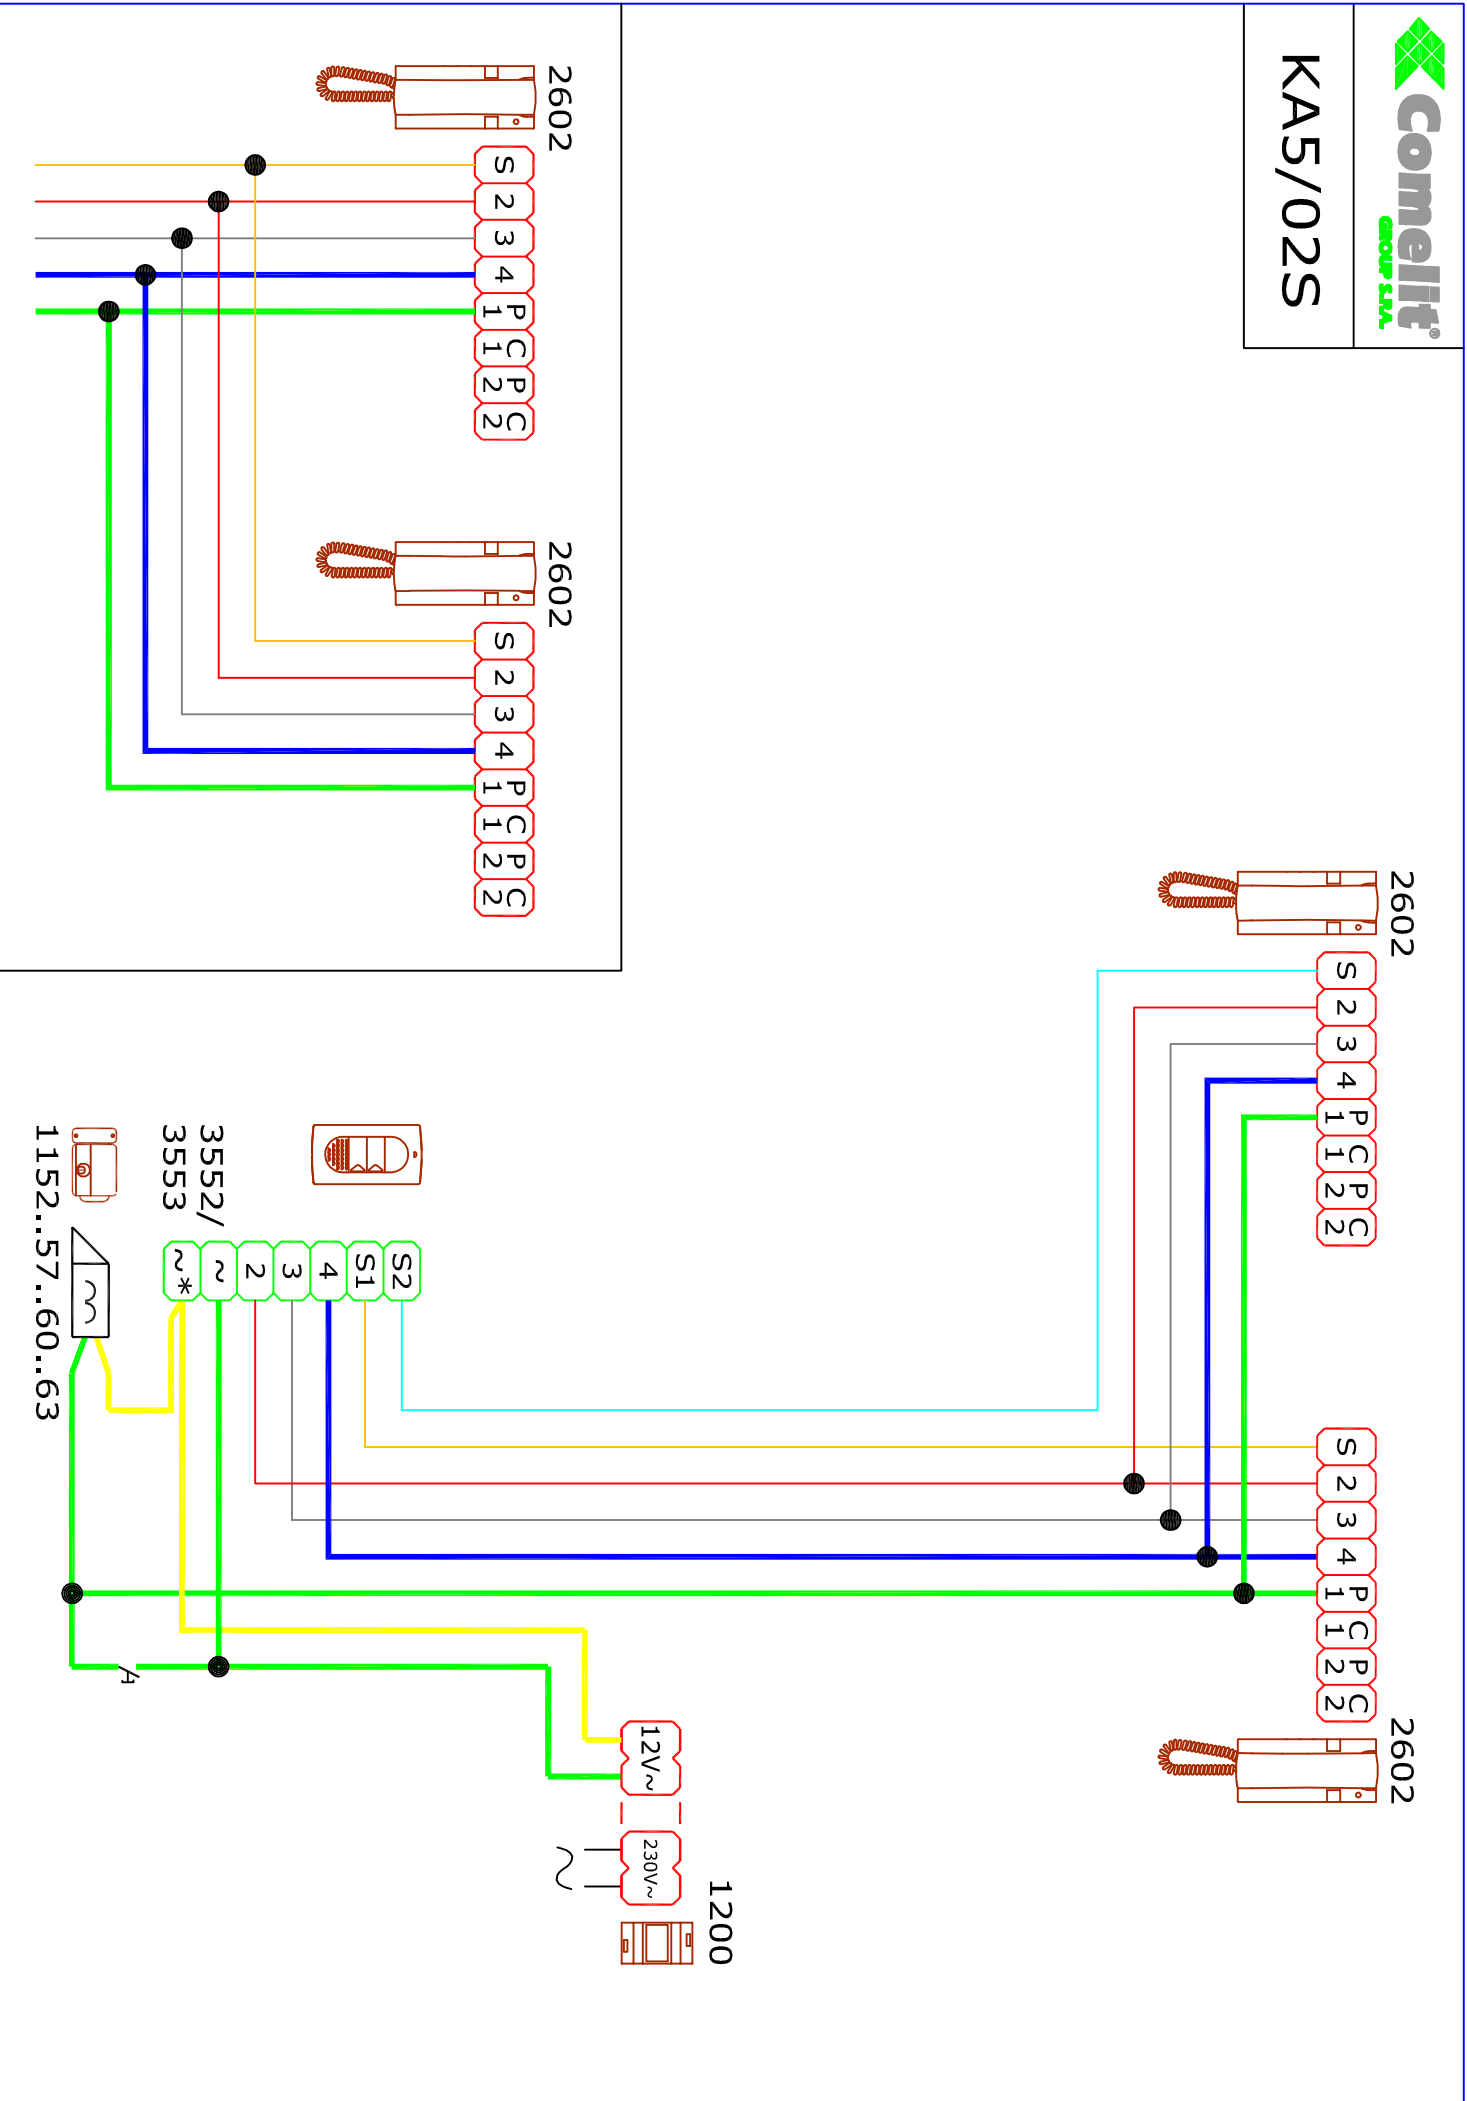 comelit®
GROUP S.P.A.
KA5/02S
2602
S 2 3 4 P1 C1 P2 C2
2602
S 2 3 4 P1 C1 P2 C2
2602
S 2 3 4 P1 C1 P2 C2
2602
S 2 3 4 P1 C1 P2 C2
S2
S1
4
3
2
~
~*
3552/
3553
1152..57..60..63
A
12V~
230V~
1200